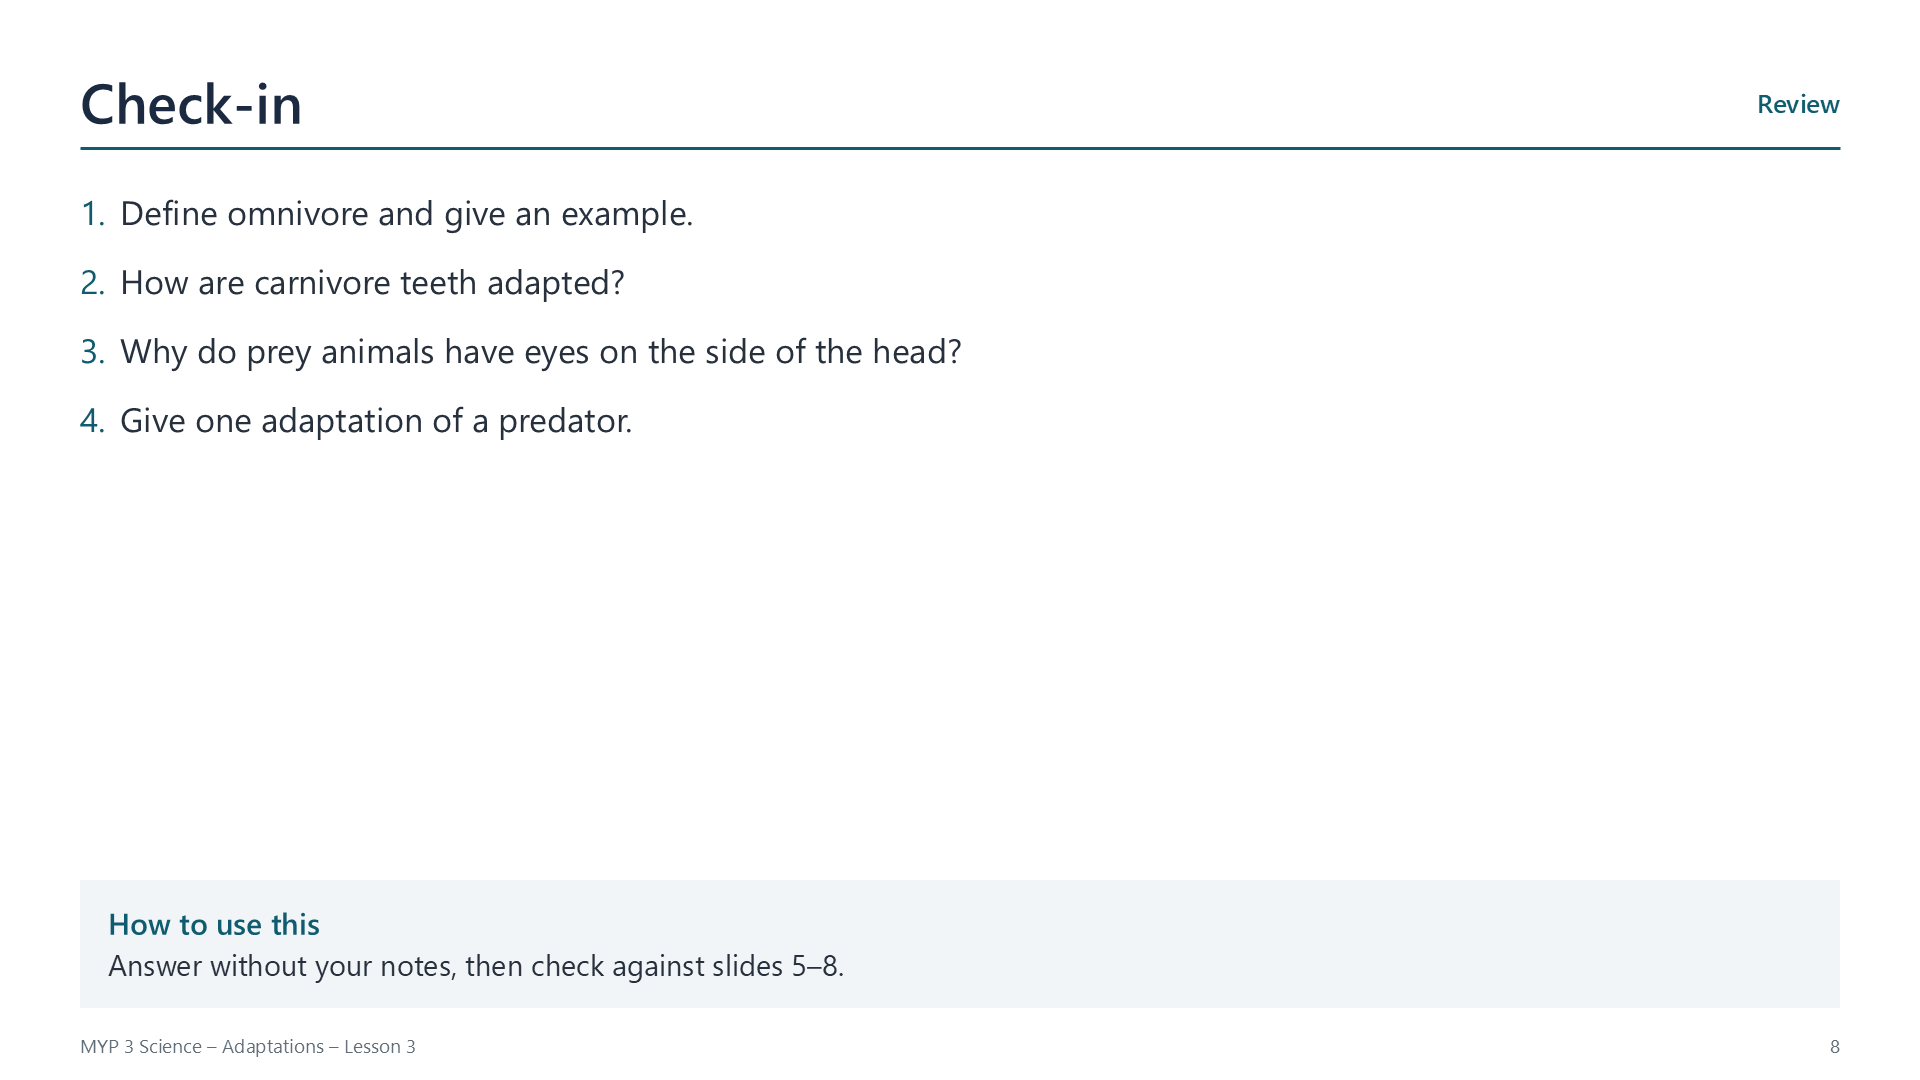 Check-in
Review
1. Define omnivore and give an example.
2. How are carnivore teeth adapted?
3. Why do prey animals have eyes on the side of the head?
4. Give one adaptation of a predator.
How to use this
Answer without your notes, then check against slides 5–8.
MYP 3 Science – Adaptations – Lesson 3
8